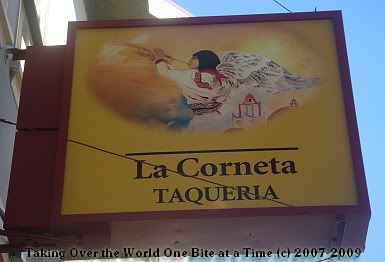 La Corneta
TAQUERIA
Taking Over the World One Bite at a Time (c) 2007-2009